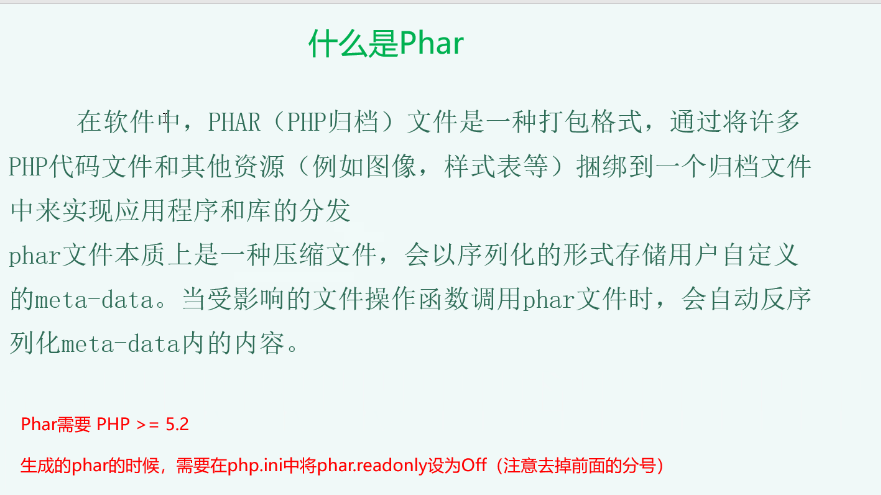 什么是Phar
在软件中，PHAR（PHP归档）文件是一种打包格式，通过将许多
PHP代码文件和其他资源（例如图像，样式表等）捆绑到一个归档文件
中来实现应用程序和库的分发
phar文件本质上是一种压缩文件，会以序列化的形式存储用户自定义
的meta-data。当受影响的文件操作函数调用phar文件时，会自动反序
列化meta-data内的内容。
Phar需要 PHP >= 5.2
生成的phar的时候，需要在php.ini中将phar.readonly设为Off（注意去掉前面的分号）